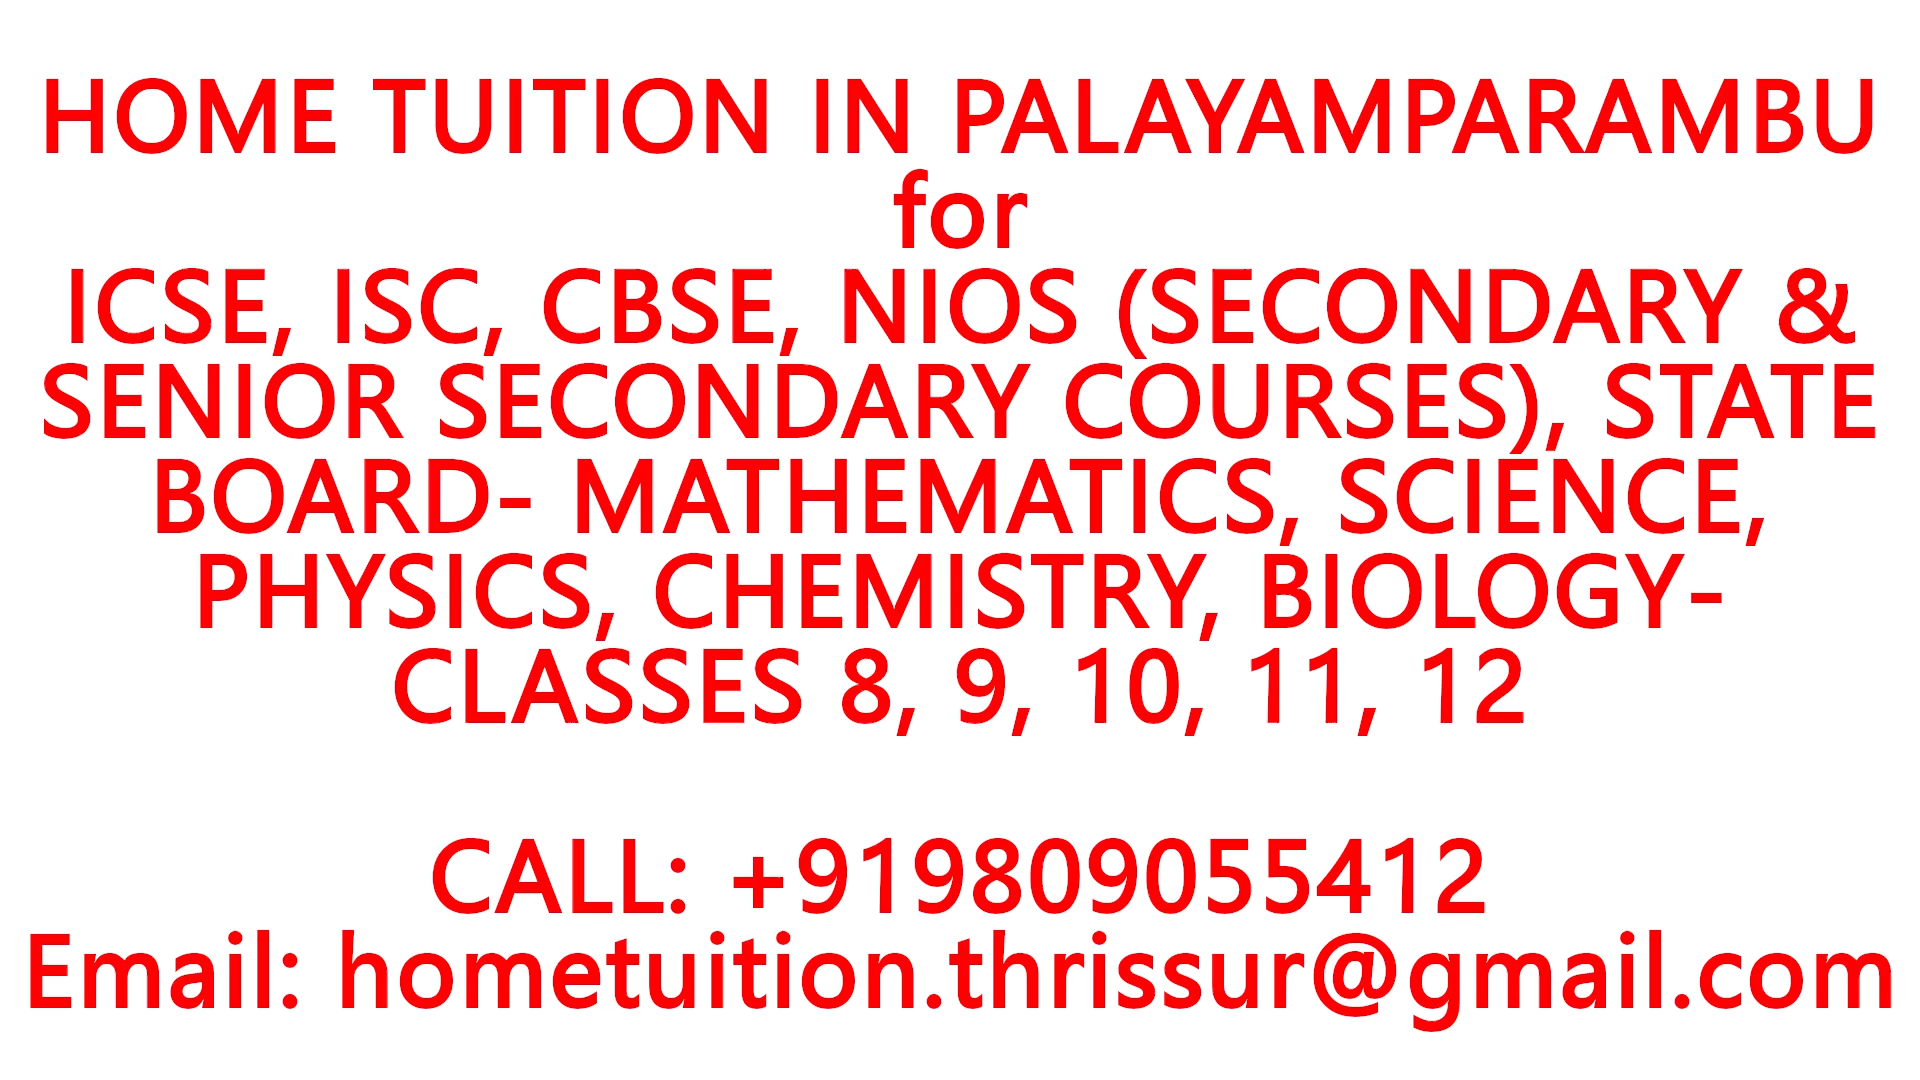 HOME TUITION IN PALAYAMPARAMBU
for
ICSE, ISC, CBSE, NIOS (SECONDARY &
SENIOR SECONDARY COURSES), STATE
BOARD- MATHEMATICS, SCIENCE,
PHYSICS, CHEMISTRY, BIOLOGY-
CLASSES 8, 9, 10, 11, 12
CALL: +919809055412
Email: hometuition.thrissur@gmail.com